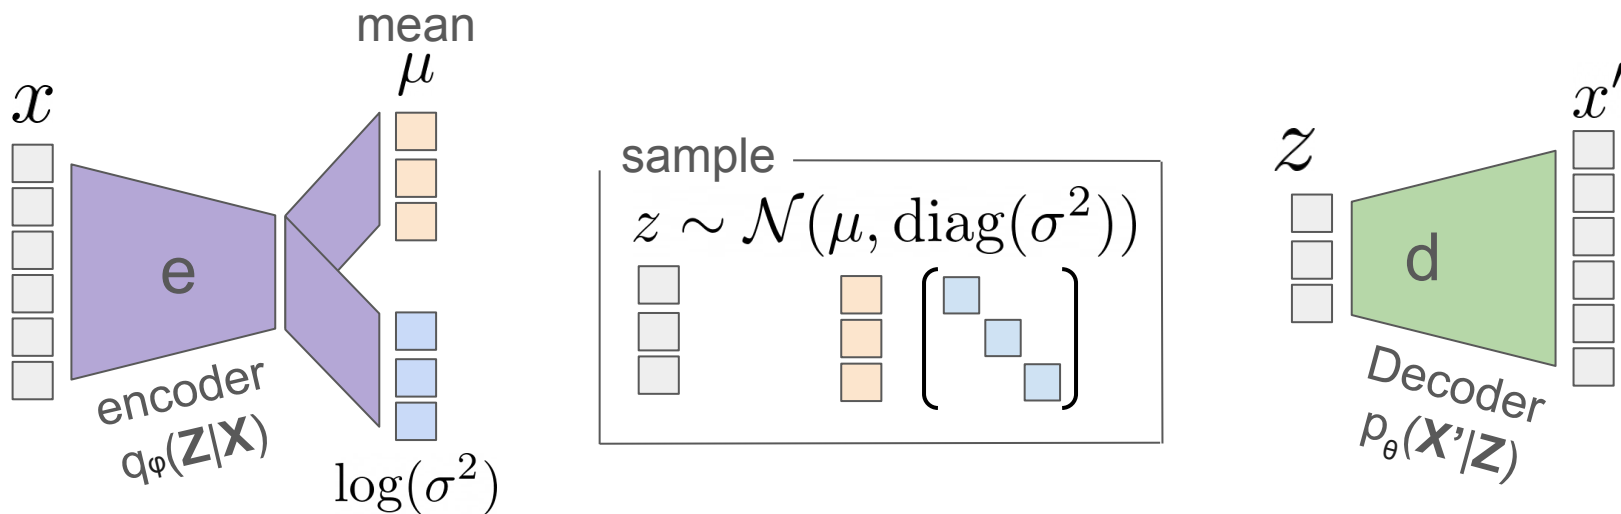 mean
μ
x
e
encoder
qφ(Z|X)
log(σ²)
sample
z ∼ 𝒩(μ, diag(σ²))
z
d
x′
Decoder
pθ(X'|Z)